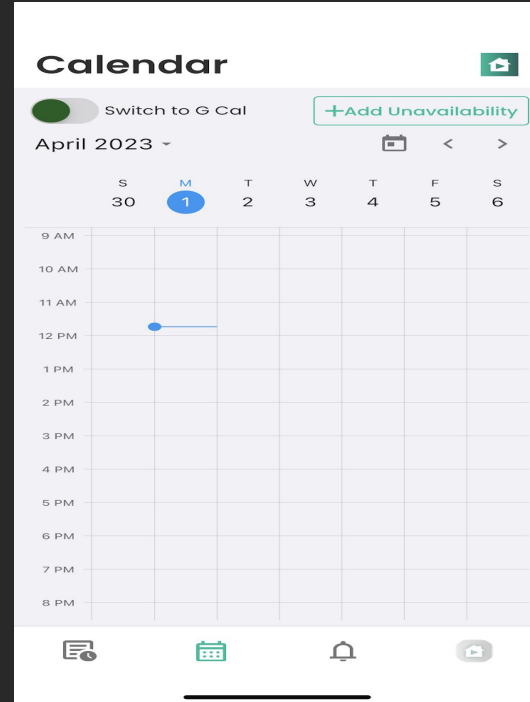 Calendar
Switch to G Cal
+Add Unavailability
April 2023
S M T W T F S
30 1 2 3 4 5 6
9 AM
10 AM
11 AM
12 PM
1 PM
2 PM
3 PM
4 PM
5 PM
6 PM
7 PM
8 PM